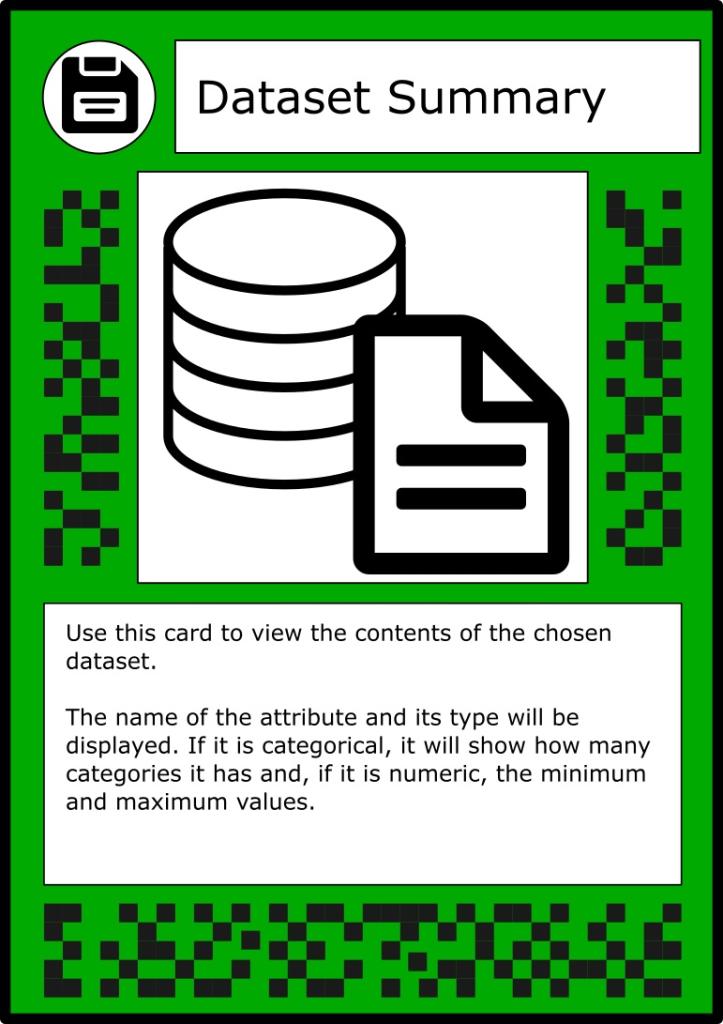 Dataset Summary
Use this card to view the contents of the chosen
dataset.
The name of the attribute and its type will be
displayed. If it is categorical, it will show how many
categories it has and, if it is numeric, the minimum
and maximum values.